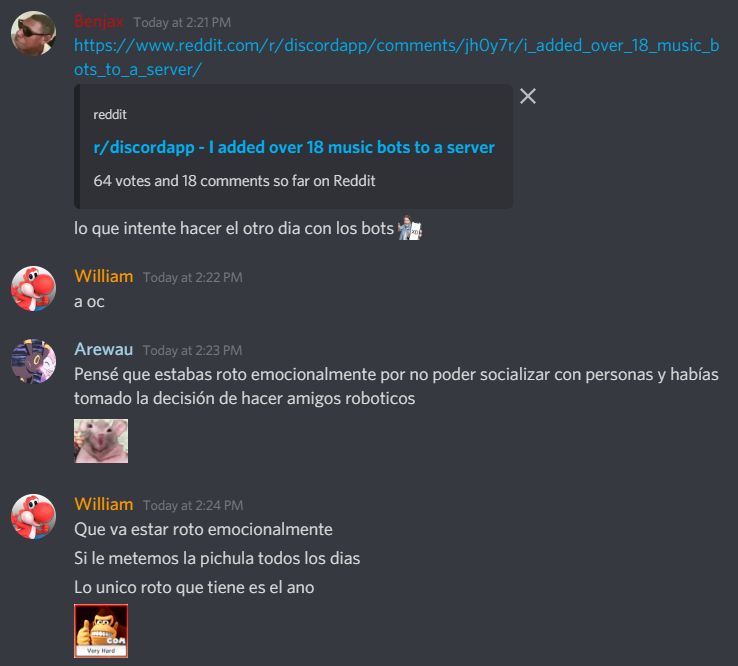 Benjax Today at 2:21 PM
https://www.reddit.com/r/discordapp/comments/jh0y7r/i_added_over_18_music_b
ots_to_a_server/
reddit
r/discordapp - I added over 18 music bots to a server
64 votes and 18 comments so far on Reddit
lo que intente hacer el otro dia con los bots
William Today at 2:22 PM
a oc
Arewau Today at 2:23 PM
Pensé que estabas roto emocionalmente por no poder socializar con personas y habías
tomado la decisión de hacer amigos roboticos
William Today at 2:24 PM
Que va estar roto emocionalmente
Si le metemos la pichula todos los dias
Lo unico roto que tiene es el ano
COM
Very Hard